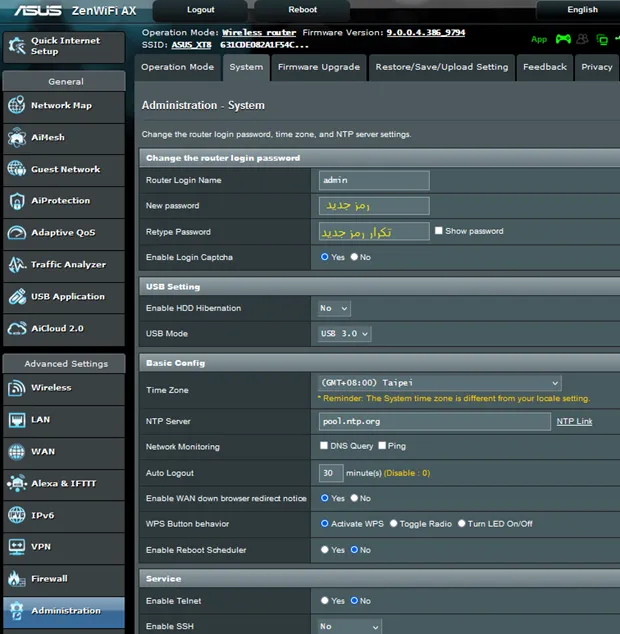 ASUS ZenWiFi AX Logout Reboot English
Operation Mode: Wireless router Firmware Version: 9.0.0.4.386_9794
SSID: ASUS_XT8 631CDE082A1F54C...
App
Quick Internet Setup
General
Network Map
AiMesh
Guest Network
AiProtection
Adaptive QoS
Traffic Analyzer
USB Application
AiCloud 2.0
Advanced Settings
Wireless
LAN
WAN
Alexa & IFTTT
IPv6
VPN
Firewall
Administration
Operation Mode System Firmware Upgrade Restore/Save/Upload Setting Feedback Privacy
Administration - System
Change the router login password, time zone, and NTP server settings.
Change the router login password
Router Login Name admin
New password رمز جدید
Retype Password تکرار رمز جدید Show password
Enable Login Captcha Yes No
USB Setting
Enable HDD Hibernation No
USB Mode USB 3.0
Basic Config
Time Zone (GMT+08:00) Taipei
* Reminder: The System time zone is different from your locale setting.
NTP Server pool.ntp.org NTP Link
Network Monitoring DNS Query Ping
Auto Logout 30 minute(s) (Disable : 0)
Enable WAN down browser redirect notice Yes No
WPS Button behavior Activate WPS Toggle Radio Turn LED On/Off
Enable Reboot Scheduler Yes No
Service
Enable Telnet Yes No
Enable SSH No